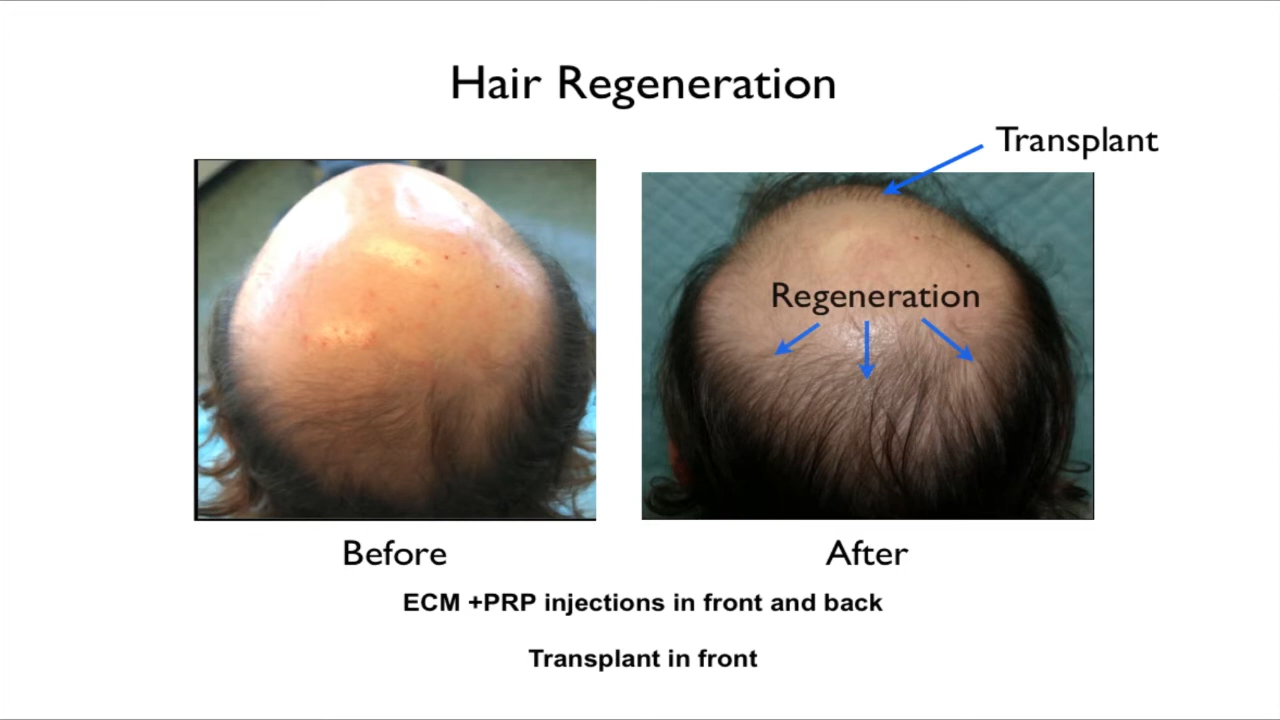 Hair Regeneration
Transplant
Regeneration
Before
After
ECM +PRP injections in front and back
Transplant in front